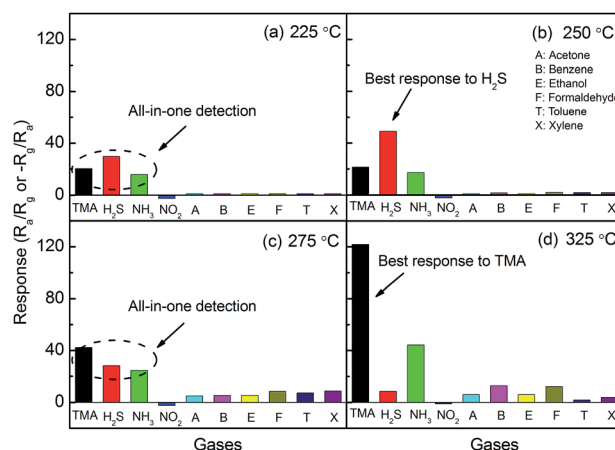 Response (Ra/Rg or -Rg/Ra)
120
80
40
0
(a) 225 °C
All-in-one detection
TMA H2S NH3 NO2 A B E F T X
(b) 250 °C
A: Acetone
B: Benzene
E: Ethanol
F: Formaldehyde
T: Toluene
X: Xylene
Best response to H2S
TMA H2S NH3 NO2 A B E F T X
120
80
40
0
(c) 275 °C
All-in-one detection
TMA H2S NH3 NO2 A B E F T X
Gases
(d) 325 °C
Best response to TMA
TMA H2S NH3 NO2 A B E F T X
Gases